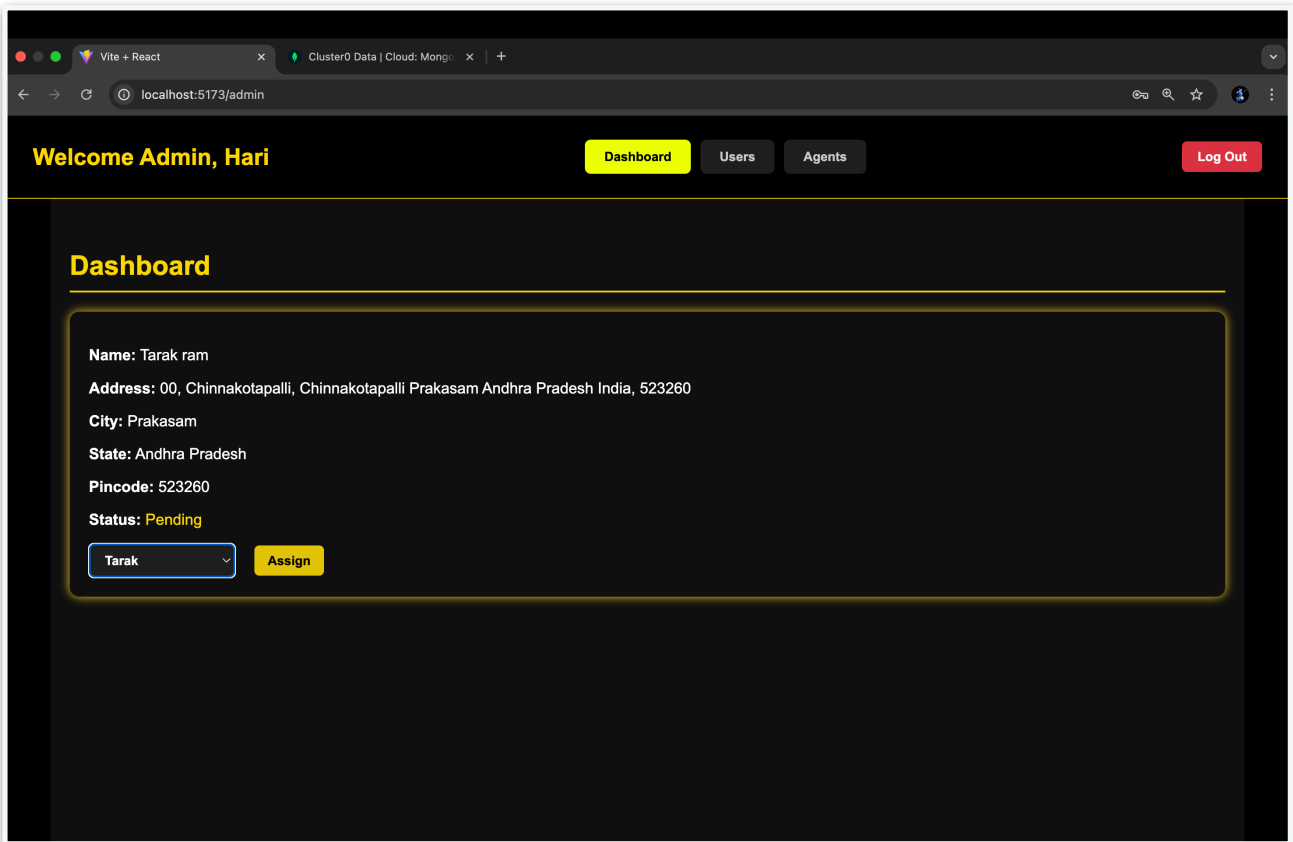 Vite + React
Cluster0 Data | Cloud: Mongo
localhost:5173/admin
Welcome Admin, Hari
Dashboard
Users
Agents
Log Out
Dashboard
Name: Tarak ram
Address: 00, Chinnakotapalli, Chinnakotapalli Prakasam Andhra Pradesh India, 523260
City: Prakasam
State: Andhra Pradesh
Pincode: 523260
Status: Pending
Tarak
Assign